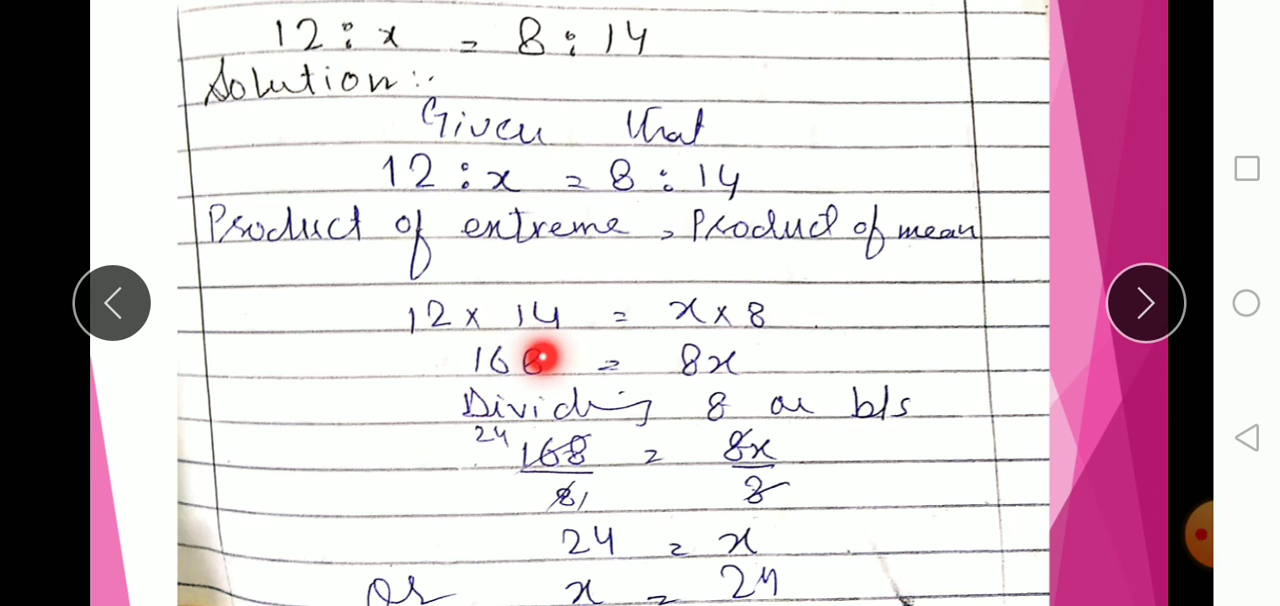 12 : x = 8 : 14
Solution :-
Given that
12 : x = 8 : 14
Product of extreme = Product of mean
12 × 14 = x × 8
168 = 8x
Dividing 8 on b/s
24 168/8 1 = 8x/8
24 = x
Or x = 24